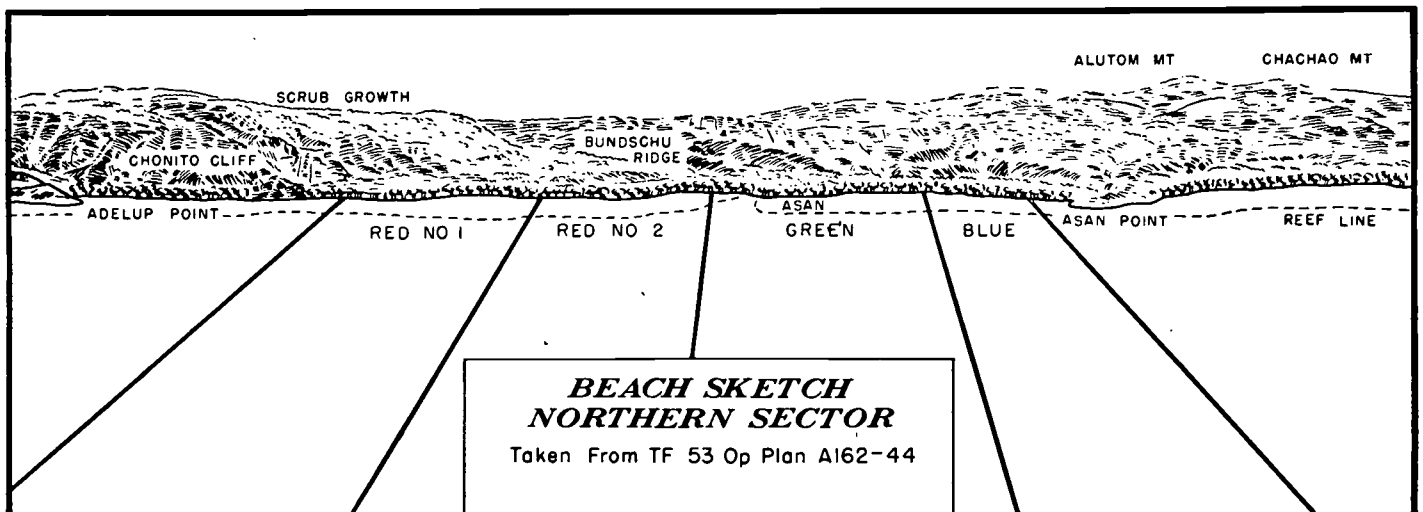 ALUTOM MT
CHACHAO MT
SCRUB GROWTH
CHONITO CLIFF
BUNDSCHU
RIDGE
ADELUP POINT
ASAN
ASAN POINT
REEF LINE
RED NO 1
RED NO 2
GREEN
BLUE
BEACH SKETCH
NORTHERN SECTOR
Taken From TF 53 Op Plan A162-44